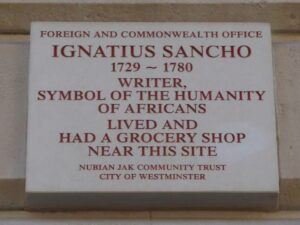 FOREIGN AND COMMONWEALTH OFFICE
IGNATIUS SANCHO
1729 ~ 1780
WRITER,
SYMBOL OF THE HUMANITY
OF AFRICANS
LIVED AND
HAD A GROCERY SHOP
NEAR THIS SITE
NUBIAN JAK COMMUNITY TRUST
CITY OF WESTMINSTER